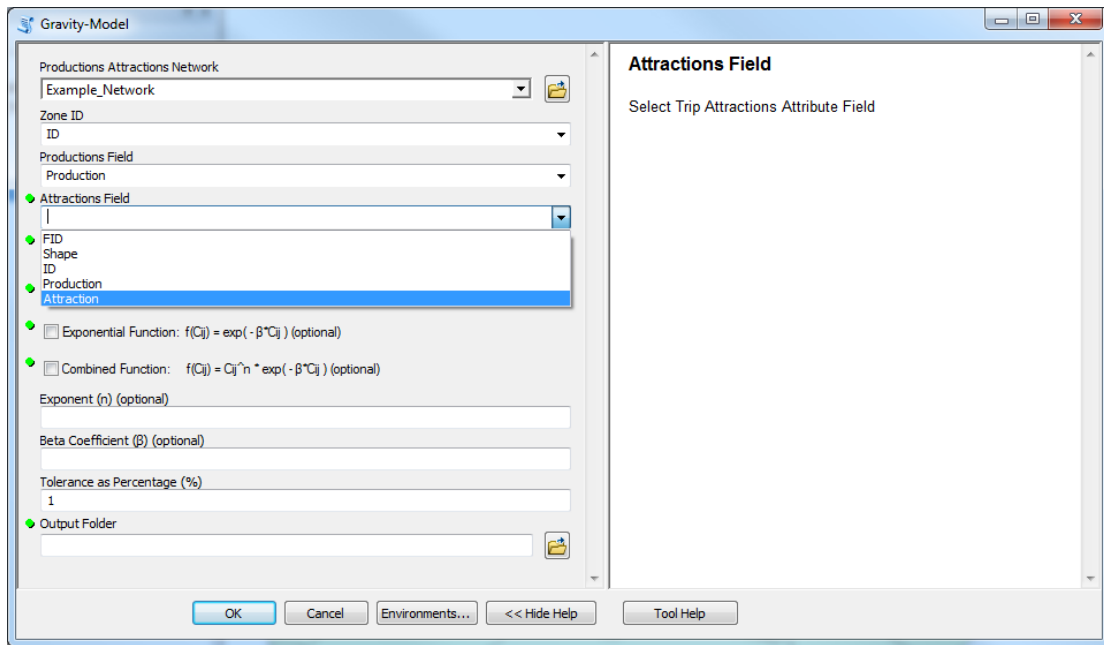 Gravity-Model
Productions Attractions Network
Example_Network
Zone ID
ID
Productions Field
Production
Attractions Field
FID
Shape
ID
Production
Attraction
Exponential Function: f(Cij) = exp( - β*Cij ) (optional)
Combined Function: f(Cij) = Cij^n * exp( - β*Cij ) (optional)
Exponent (n) (optional)
Beta Coefficient (β) (optional)
Tolerance as Percentage (%)
1
Output Folder
OK Cancel Environments... << Hide Help Tool Help
Attractions Field
Select Trip Attractions Attribute Field